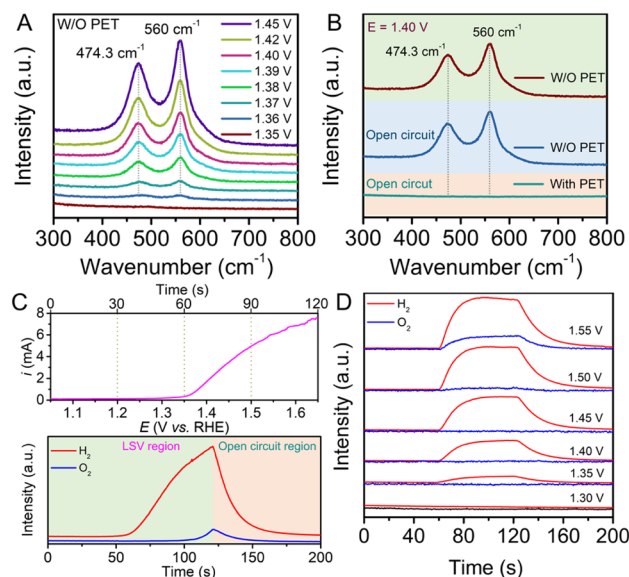 A
W/O PET
474.3 cm⁻¹
560 cm⁻¹
1.45 V
1.42 V
1.40 V
1.39 V
1.38 V
1.37 V
1.36 V
1.35 V
Intensity (a.u.)
300 400 500 600 700 800
Wavenumber (cm⁻¹)
B
E = 1.40 V
474.3 cm⁻¹
560 cm⁻¹
W/O PET
Open circuit
W/O PET
Open circut
With PET
Intensity (a.u.)
300 400 500 600 700 800
Wavenumber (cm⁻¹)
C
Time (s)
0 30 60 90 120
i (mA)
8
6
4
2
0
1.1 1.2 1.3 1.4 1.5 1.6
E (V vs. RHE)
H₂
O₂
LSV region
Open circuit region
Intensity (a.u.)
0 50 100 150 200
Time (s)
D
H₂
O₂
1.55 V
1.50 V
1.45 V
1.40 V
1.35 V
1.30 V
Intensity (a.u.)
0 40 80 120 160 200
Time (s)